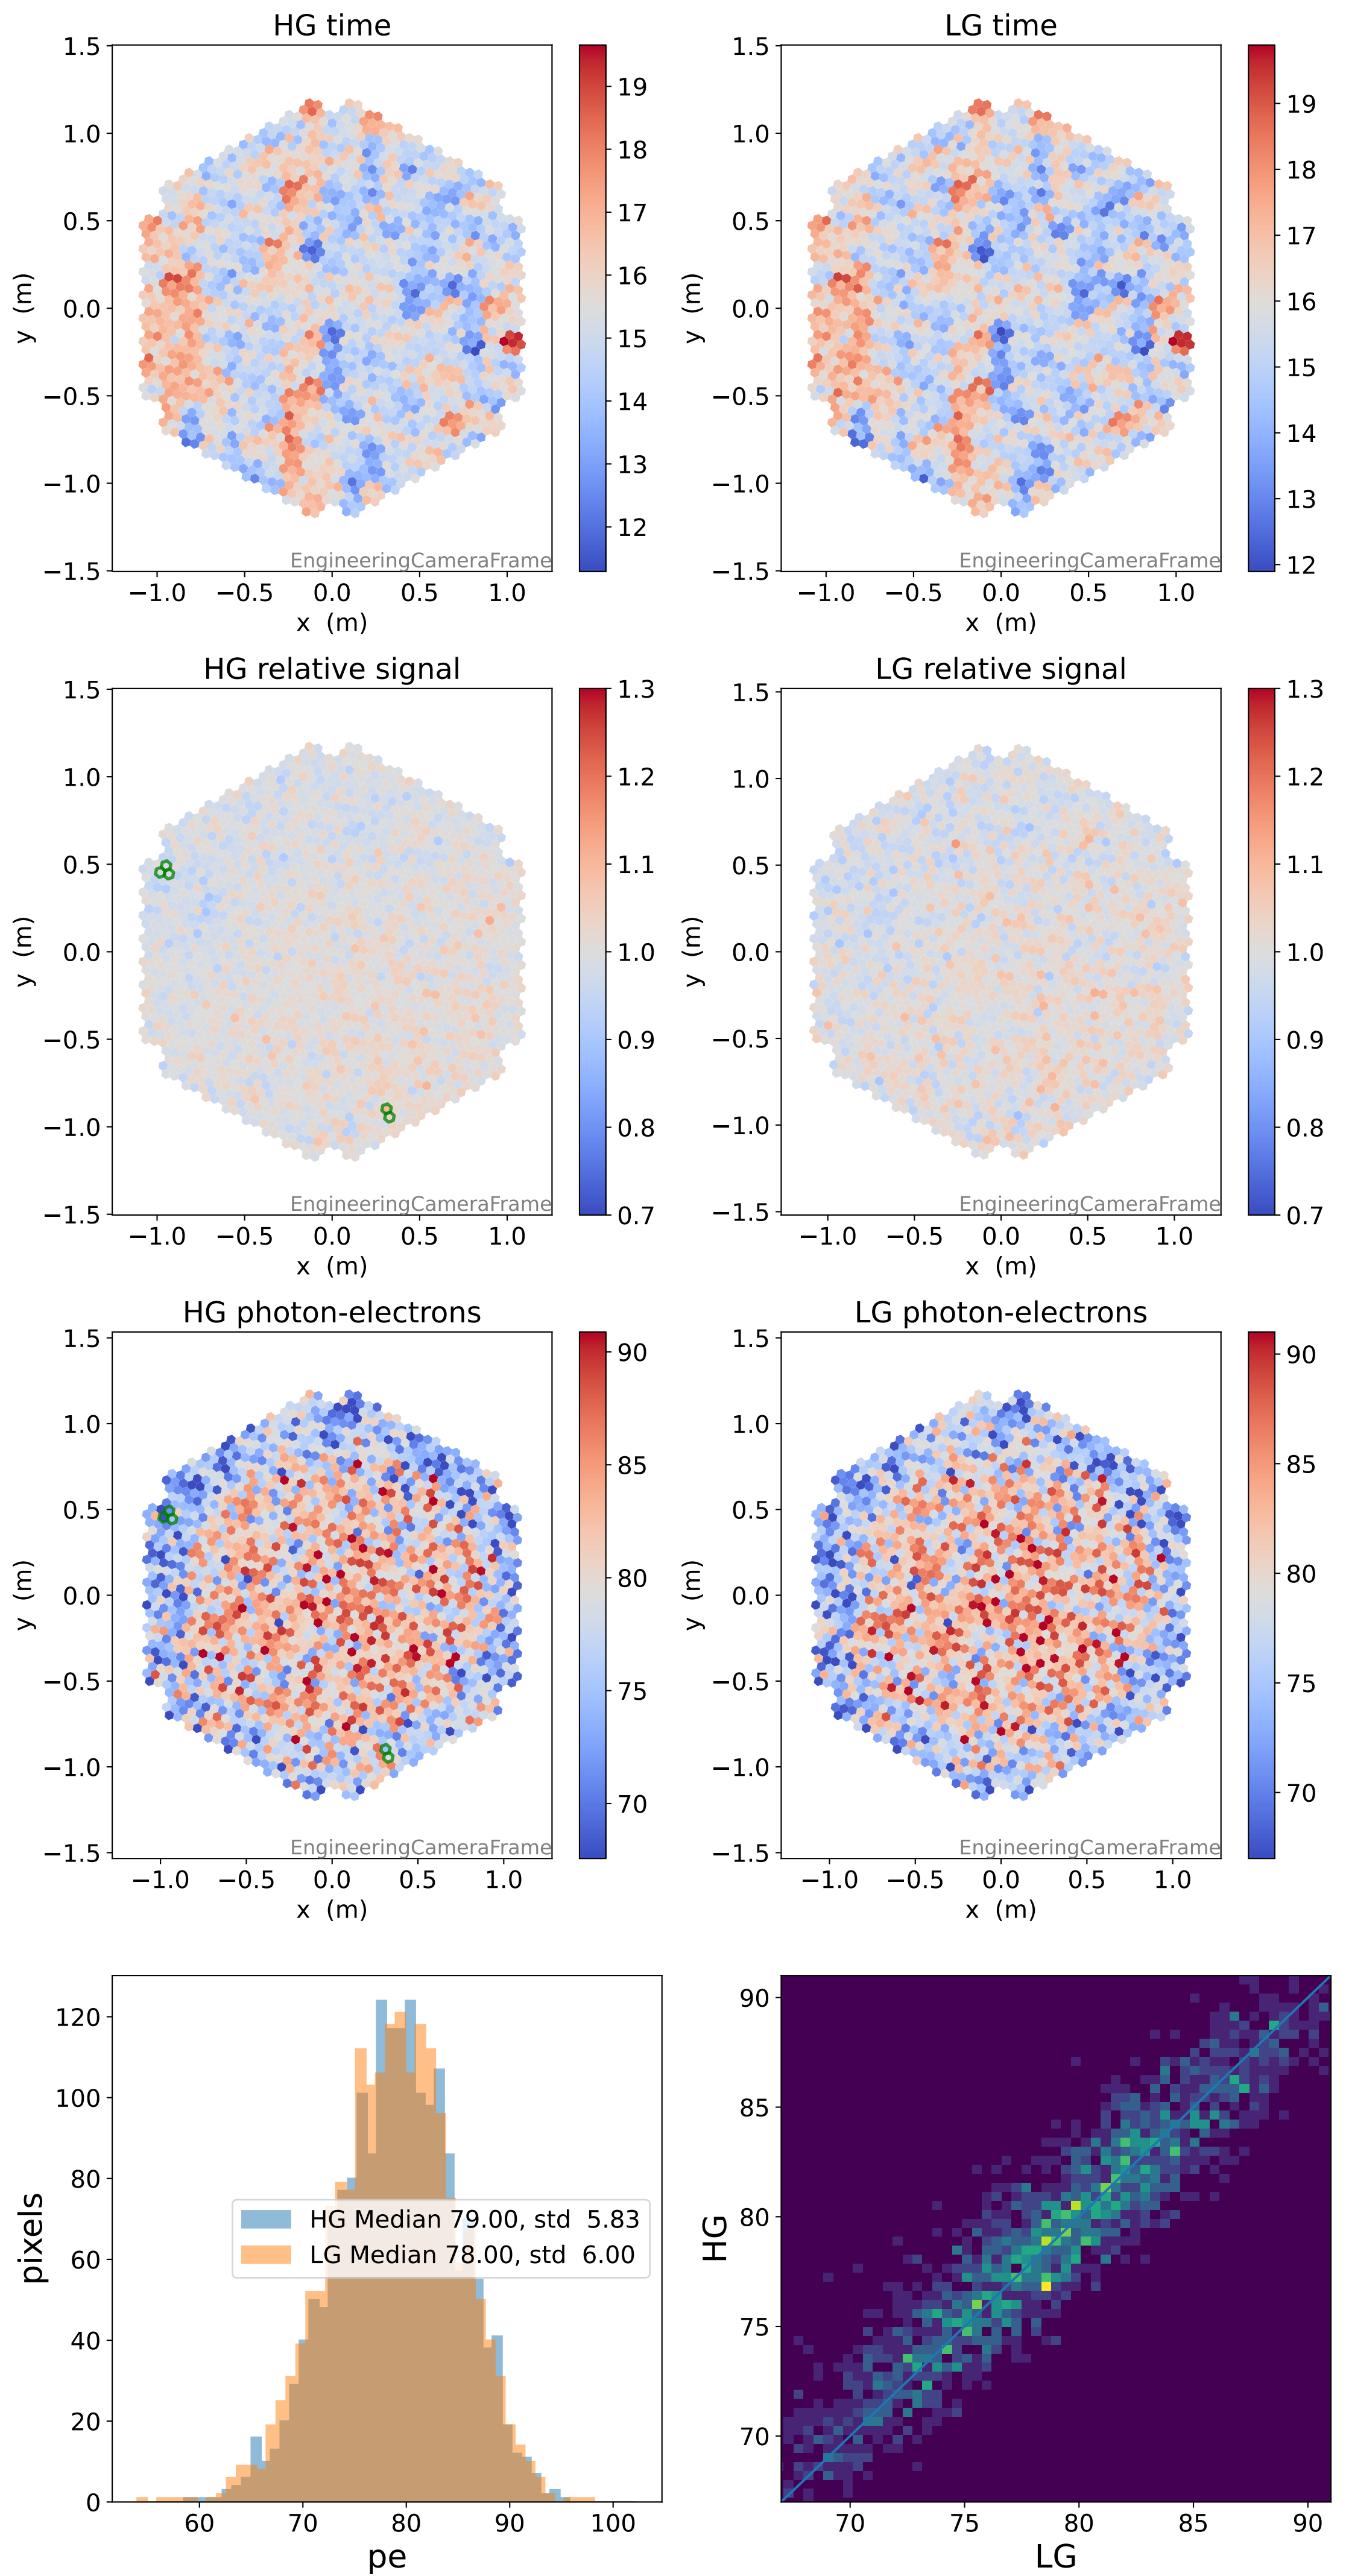 HG time
LG time
1.5
1.0
0.5
0.0
−0.5
−1.0
−1.5
y (m)
−1.0 −0.5 0.0 0.5 1.0
x (m)
EngineeringCameraFrame
19
18
17
16
15
14
13
12
1.5
1.0
0.5
0.0
−0.5
−1.0
−1.5
y (m)
−1.0 −0.5 0.0 0.5 1.0
x (m)
EngineeringCameraFrame
19
18
17
16
15
14
13
12
HG relative signal
LG relative signal
1.5
1.0
0.5
0.0
−0.5
−1.0
−1.5
y (m)
−1.0 −0.5 0.0 0.5 1.0
x (m)
EngineeringCameraFrame
1.3
1.2
1.1
1.0
0.9
0.8
0.7
1.5
1.0
0.5
0.0
−0.5
−1.0
−1.5
y (m)
−1.0 −0.5 0.0 0.5 1.0
x (m)
EngineeringCameraFrame
1.3
1.2
1.1
1.0
0.9
0.8
0.7
HG photon-electrons
LG photon-electrons
1.5
1.0
0.5
0.0
−0.5
−1.0
−1.5
y (m)
−1.0 −0.5 0.0 0.5 1.0
x (m)
EngineeringCameraFrame
90
85
80
75
70
1.5
1.0
0.5
0.0
−0.5
−1.0
−1.5
y (m)
−1.0 −0.5 0.0 0.5 1.0
x (m)
EngineeringCameraFrame
90
85
80
75
70
120
100
80
60
40
20
0
pixels
HG Median 79.00, std 5.83
LG Median 78.00, std 6.00
60 70 80 90 100
pe
90
85
80
75
70
HG
70 75 80 85 90
LG